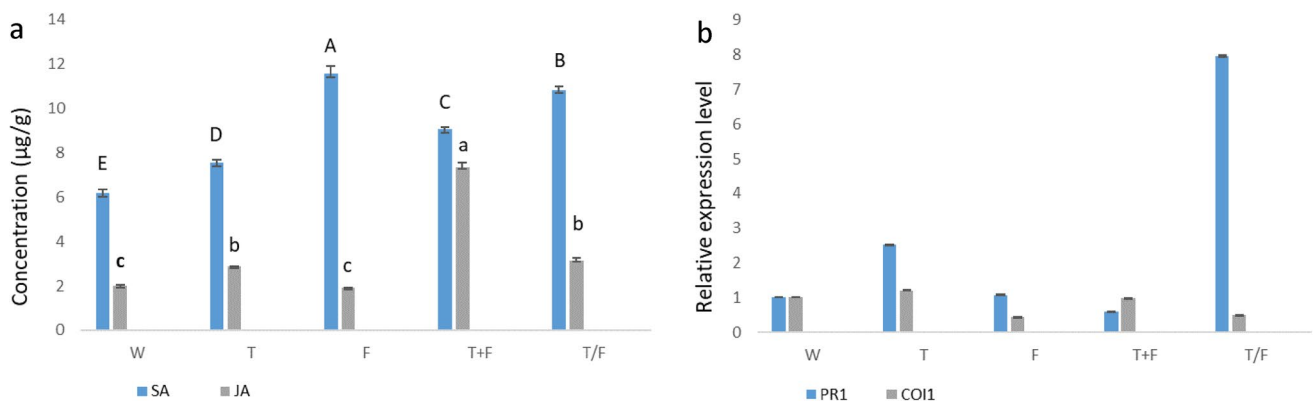 a
Concentration (µg/g)
14
12
10
8
6
4
2
0
E
c
D
b
A
c
C
a
B
b
W T F T+F T/F
SA JA
b
Relative expression level
9
8
7
6
5
4
3
2
1
0
W T F T+F T/F
PR1 COI1